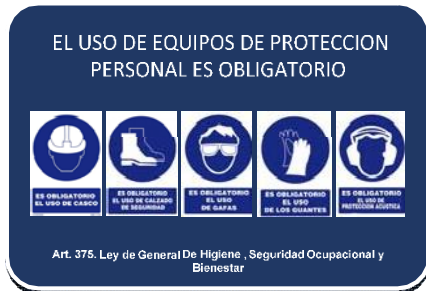 EL USO DE EQUIPOS DE PROTECCION
PERSONAL ES OBLIGATORIO
ES OBLIGATORIO
EL USO DE CASCO
ES OBLIGATORIO
EL USO DE CALZADO
DE SEGURIDAD
ES OBLIGATORIO
EL USO
DE GAFAS
ES OBLIGATORIO
EL USO
DE LOS GUANTES
ES OBLIGATORIO
EL USO DE
PROTECCION ACUSTICA
Art. 375. Ley de General De Higiene , Seguridad Ocupacional y
Bienestar